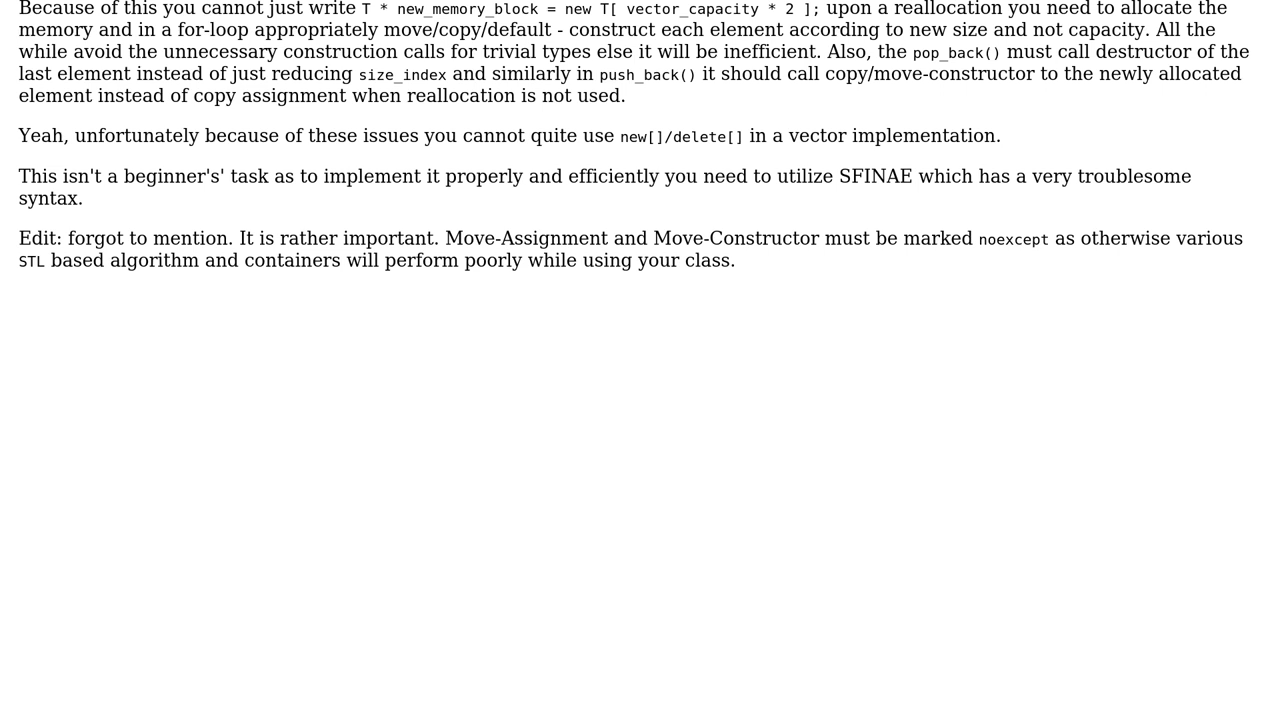 Because of this you cannot just write T * new_memory_block = new T[ vector_capacity * 2 ]; upon a reallocation you need to allocate the
memory and in a for-loop appropriately move/copy/default - construct each element according to new size and not capacity. All the
while avoid the unnecessary construction calls for trivial types else it will be inefficient. Also, the pop_back() must call destructor of the
last element instead of just reducing size_index and similarly in push_back() it should call copy/move-constructor to the newly allocated
element instead of copy assignment when reallocation is not used.
Yeah, unfortunately because of these issues you cannot quite use new[]/delete[] in a vector implementation.
This isn't a beginner's' task as to implement it properly and efficiently you need to utilize SFINAE which has a very troublesome
syntax.
Edit: forgot to mention. It is rather important. Move-Assignment and Move-Constructor must be marked noexcept as otherwise various
STL based algorithm and containers will perform poorly while using your class.